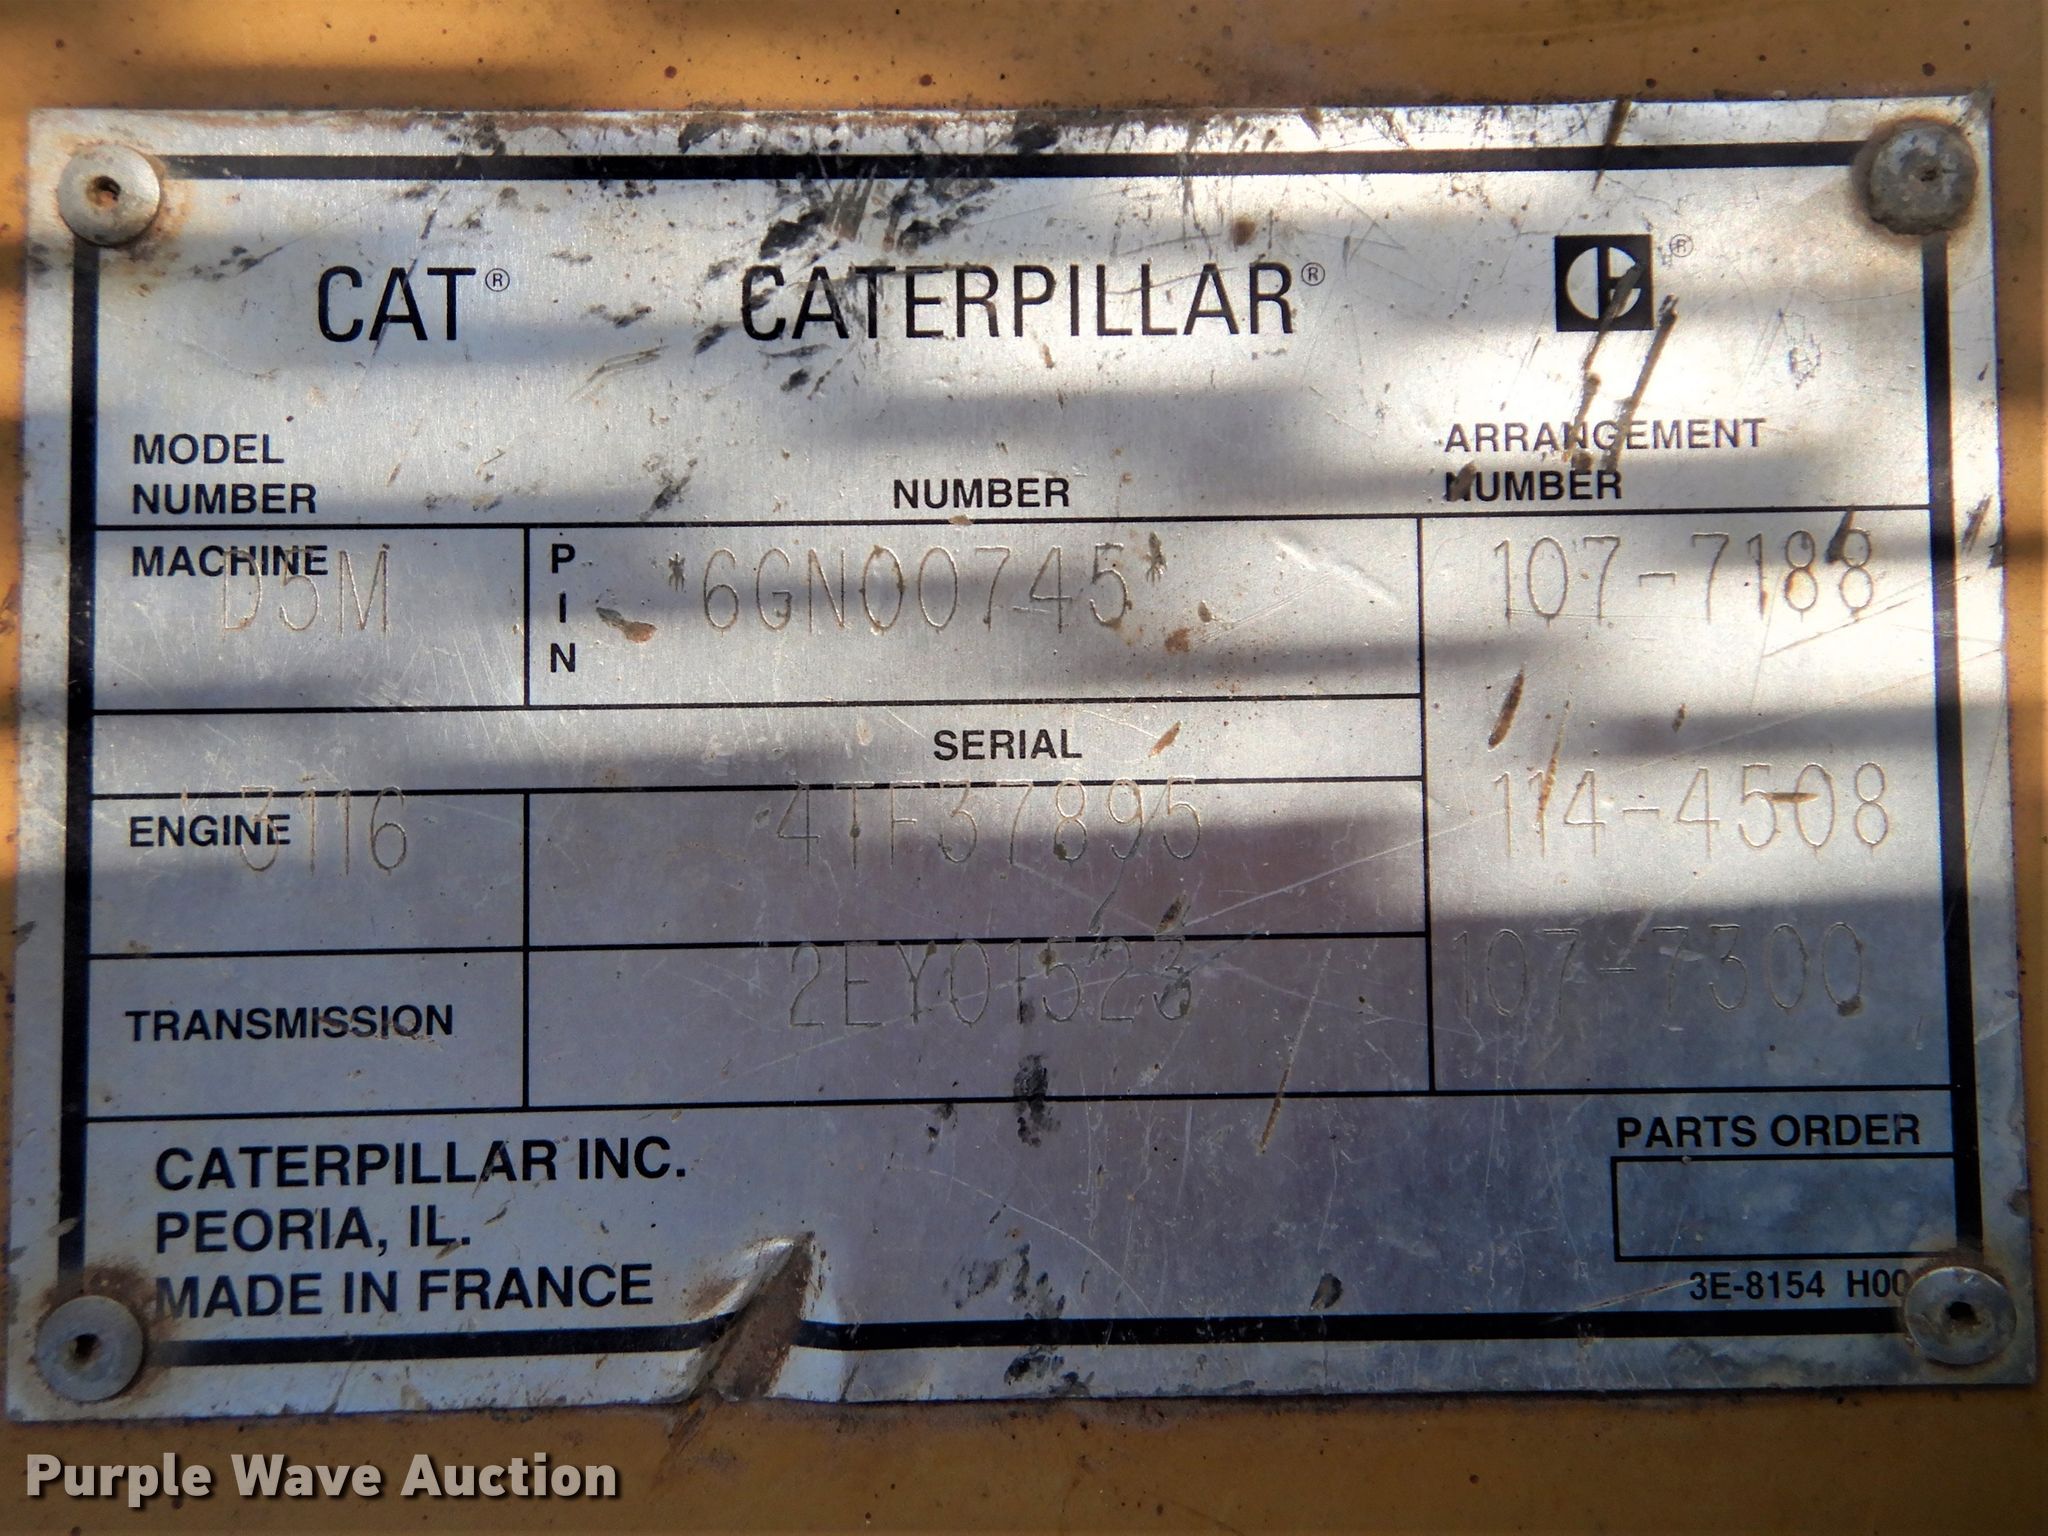 CAT® CATERPILLAR® ®
MODEL NUMBER
NUMBER
ARRANGEMENT NUMBER
MACHINE D5M
PIN *6GN00745*
107-7188
SERIAL
ENGINE 3116
4TF37895
114-4508
TRANSMISSION
2EY01523
107-7300
CATERPILLAR INC.
PEORIA, IL.
MADE IN FRANCE
PARTS ORDER
3E-8154
Purple Wave Auction